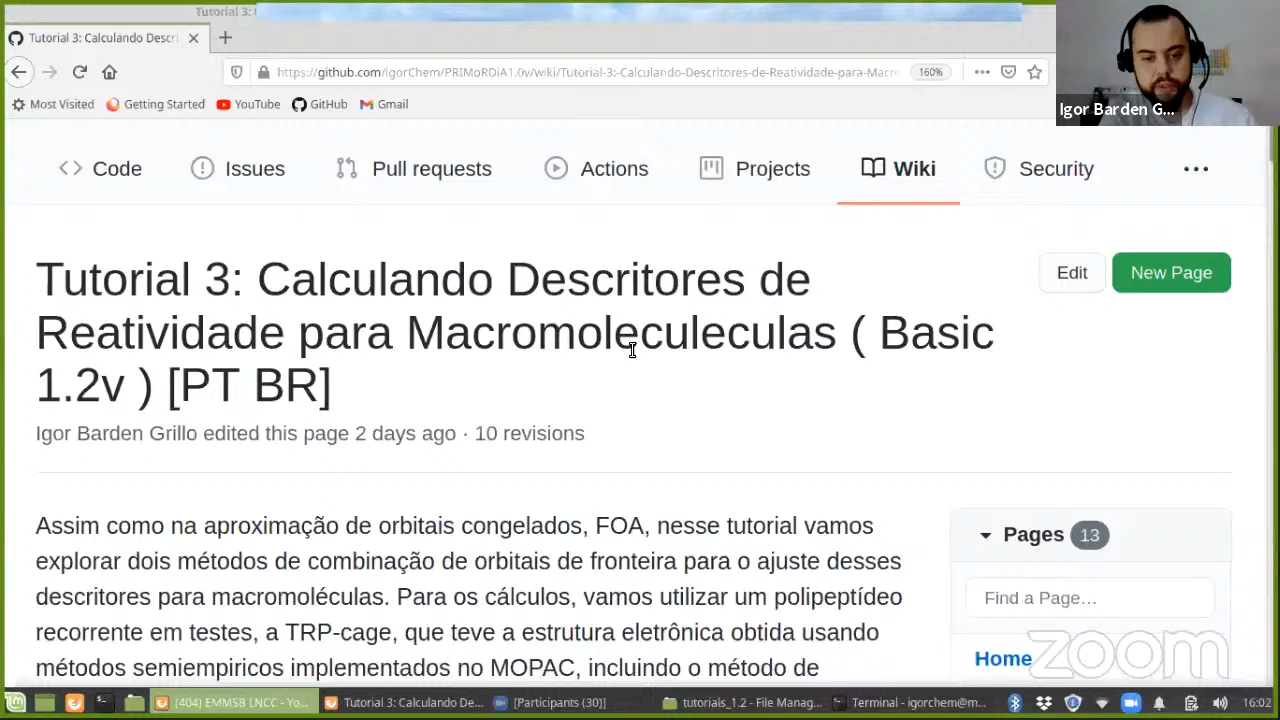 Tutorial 3:
Tutorial 3: Calculando Descri
https://github.com/igorChem/PRIMoRDiA1.0v/wiki/Tutorial-3:-Calculando-Descritores-de-Reatividade-para-Macro
160%
Most Visited
Getting Started
YouTube
GitHub
Gmail
Igor Barden G...
Code
Issues
Pull requests
Actions
Projects
Wiki
Security
Tutorial 3: Calculando Descritores de
Reatividade para Macromoleculeculas ( Basic
1.2v ) [PT BR]
Edit
New Page
Igor Barden Grillo edited this page 2 days ago · 10 revisions
Assim como na aproximação de orbitais congelados, FOA, nesse tutorial vamos
explorar dois métodos de combinação de orbitais de fronteira para o ajuste desses
descritores para macromoléculas. Para os cálculos, vamos utilizar um polipeptídeo
recorrente em testes, a TRP-cage, que teve a estrutura eletrônica obtida usando
métodos semiempiricos implementados no MOPAC, incluindo o método de
Pages 13
Find a Page...
Home
zoom
[(404) EMMSB LNCC - Yo...
Tutorial 3: Calculando De...
[Participants (30)]
tutorials_1.2 - File Manag...
Terminal - igorchem@m...
16:02